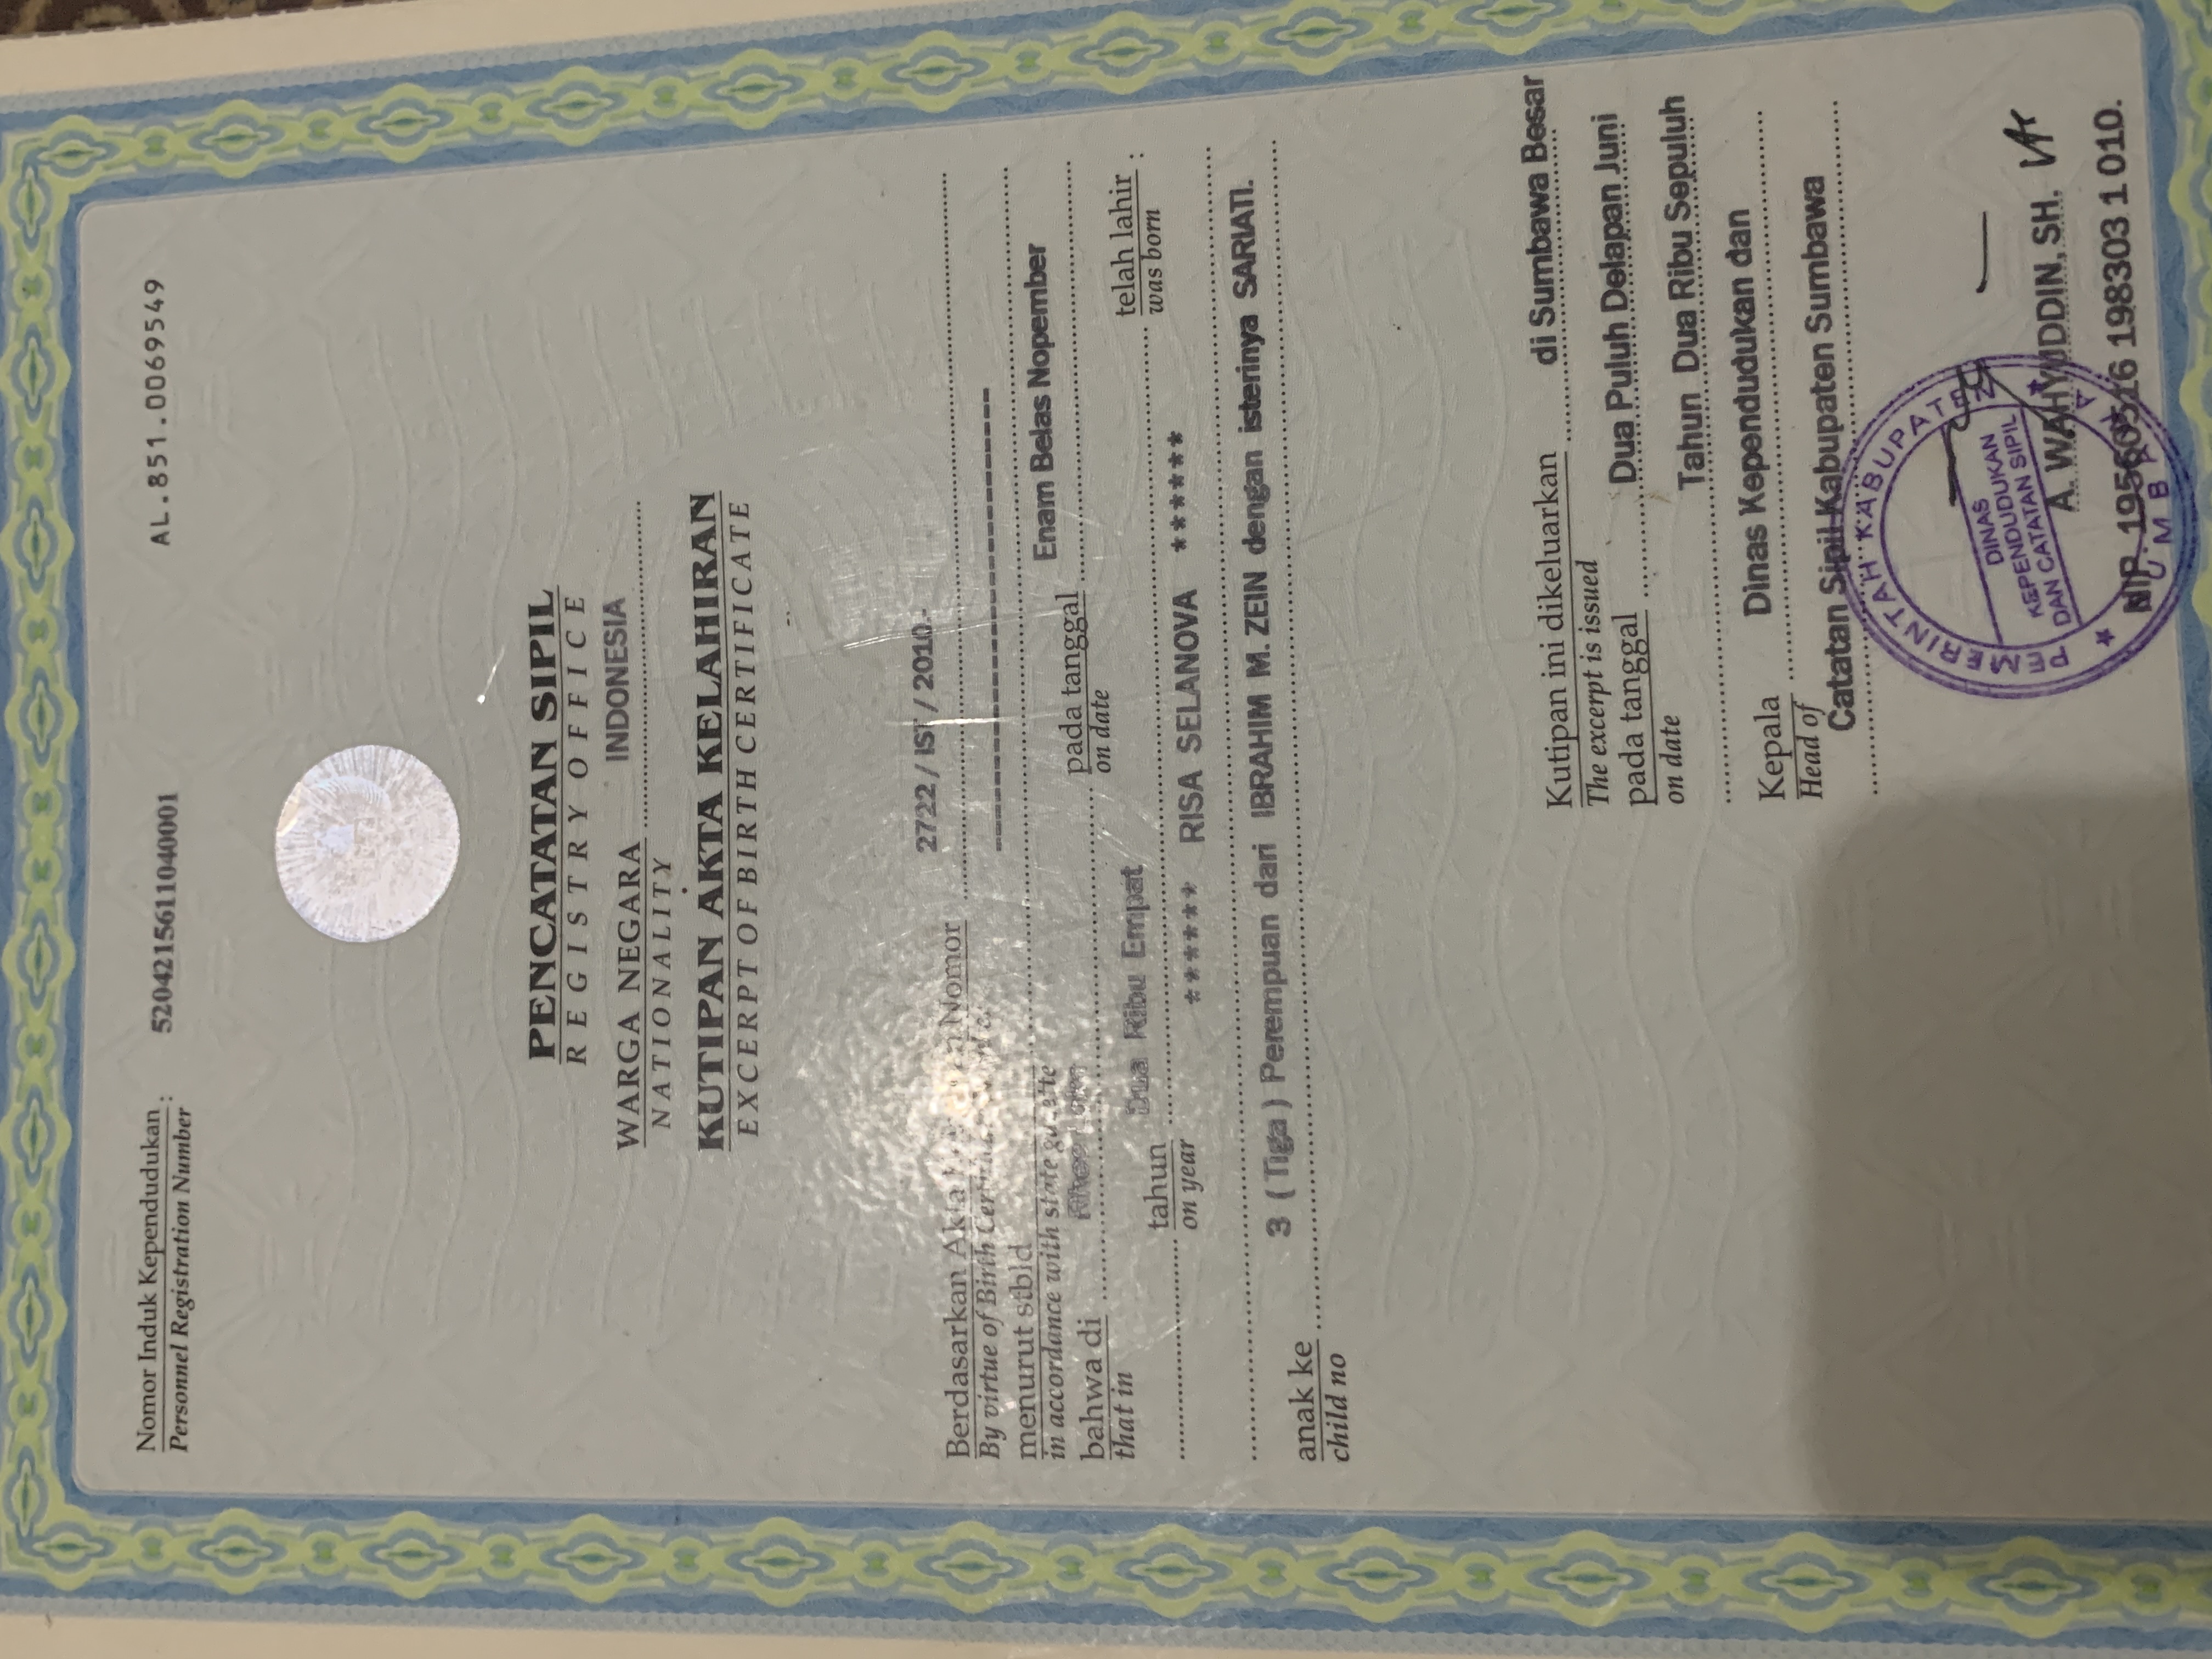 Nomor Induk Kependudukan : 5204215611040001 AL.851.0069549
Personnel Registration Number
PENCATATAN SIPIL
REGISTRY OFFICE
WARGA NEGARA INDONESIA
NATIONALITY
KUTIPAN AKTA KELAHIRAN
EXCERPT OF BIRTH CERTIFICATE
Berdasarkan Akta Nomor 2722 / IST / 2010.-
By virtue of Birth
menurut stbld
in accordance with state
bahwa di pada tanggal Enam Belas Nopember
that in on date
tahun Dua Ribu Empat telah lahir :
on year was born
******* RISA SELANOVA *******
anak ke 3 ( Tiga ) Perempuan dari IBRAHIM M. ZEIN dengan isterinya SARIATI.
child no
Kutipan ini dikeluarkan di Sumbawa Besar
The excerpt is issued
pada tanggal Dua Puluh Delapan Juni
on date
Tahun Dua Ribu Sepuluh
Kepala Dinas Kependudukan dan
Head of
Catatan Sipil Kabupaten Sumbawa
PEMERINTAH KABUPATEN
DINAS
KEPENDUDUKAN
DAN CATATAN SIPIL
A. WAHYUDDIN, SH.
NIP. 19560516 198303 1 010.